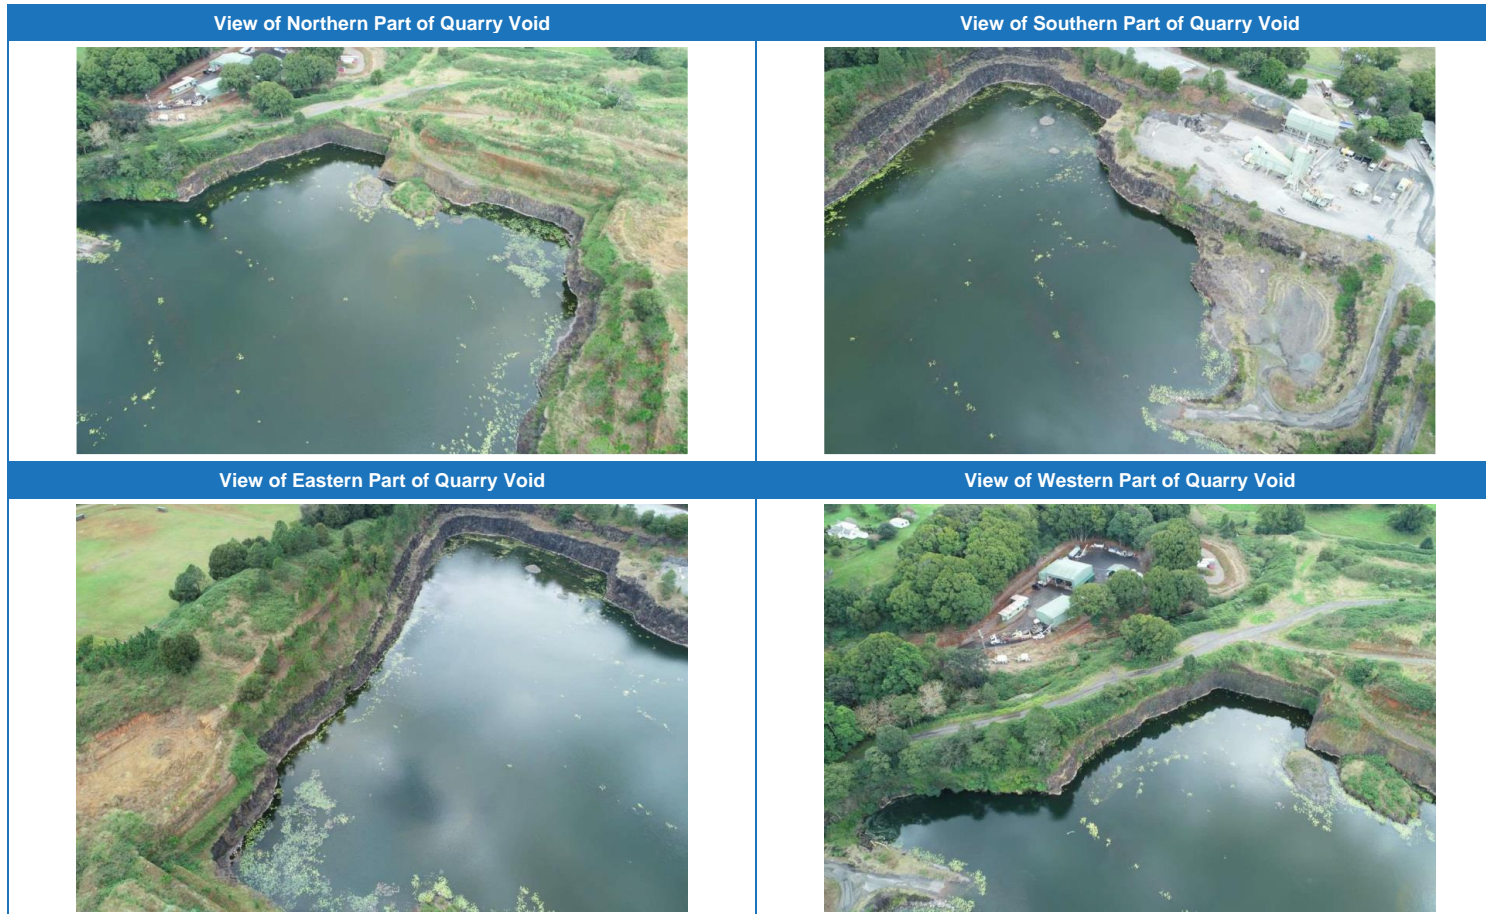 View of Northern Part of Quarry Void
View of Southern Part of Quarry Void
View of Eastern Part of Quarry Void
View of Western Part of Quarry Void